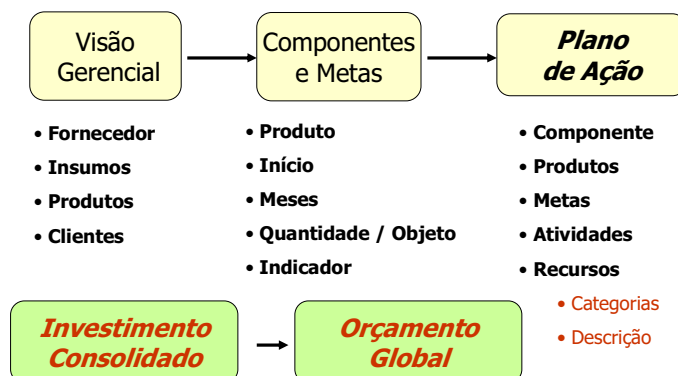 Visão
Gerencial
Componentes
e Metas
Plano
de Ação
• Fornecedor
• Insumos
• Produtos
• Clientes
• Produto
• Início
• Meses
• Quantidade / Objeto
• Indicador
• Componente
• Produtos
• Metas
• Atividades
• Recursos
• Categorias
• Descrição
Investimento
Consolidado
Orçamento
Global